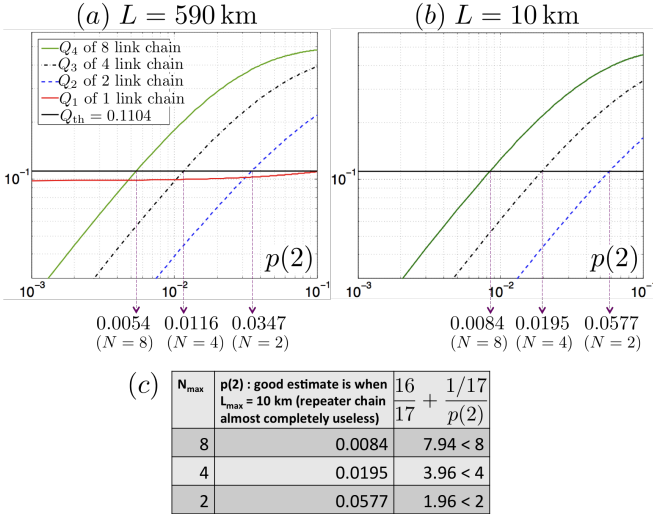 (a) L = 590 km
(b) L = 10 km
Q₄ of 8 link chain
Q₃ of 4 link chain
Q₂ of 2 link chain
Q₁ of 1 link chain
Q_th = 0.1104
10⁻¹
p(2)
10⁻³ 10⁻² 10⁻¹
0.0054 0.0116 0.0347
(N = 8) (N = 4) (N = 2)
10⁻¹
p(2)
10⁻³ 10⁻² 10⁻¹
0.0084 0.0195 0.0577
(N = 8) (N = 4) (N = 2)
(c)
N_max
p(2) : good estimate is when
L_max = 10 km (repeater chain
almost completely useless)
16/17 + (1/17)/p(2)
8 0.0084 7.94 < 8
4 0.0195 3.96 < 4
2 0.0577 1.96 < 2